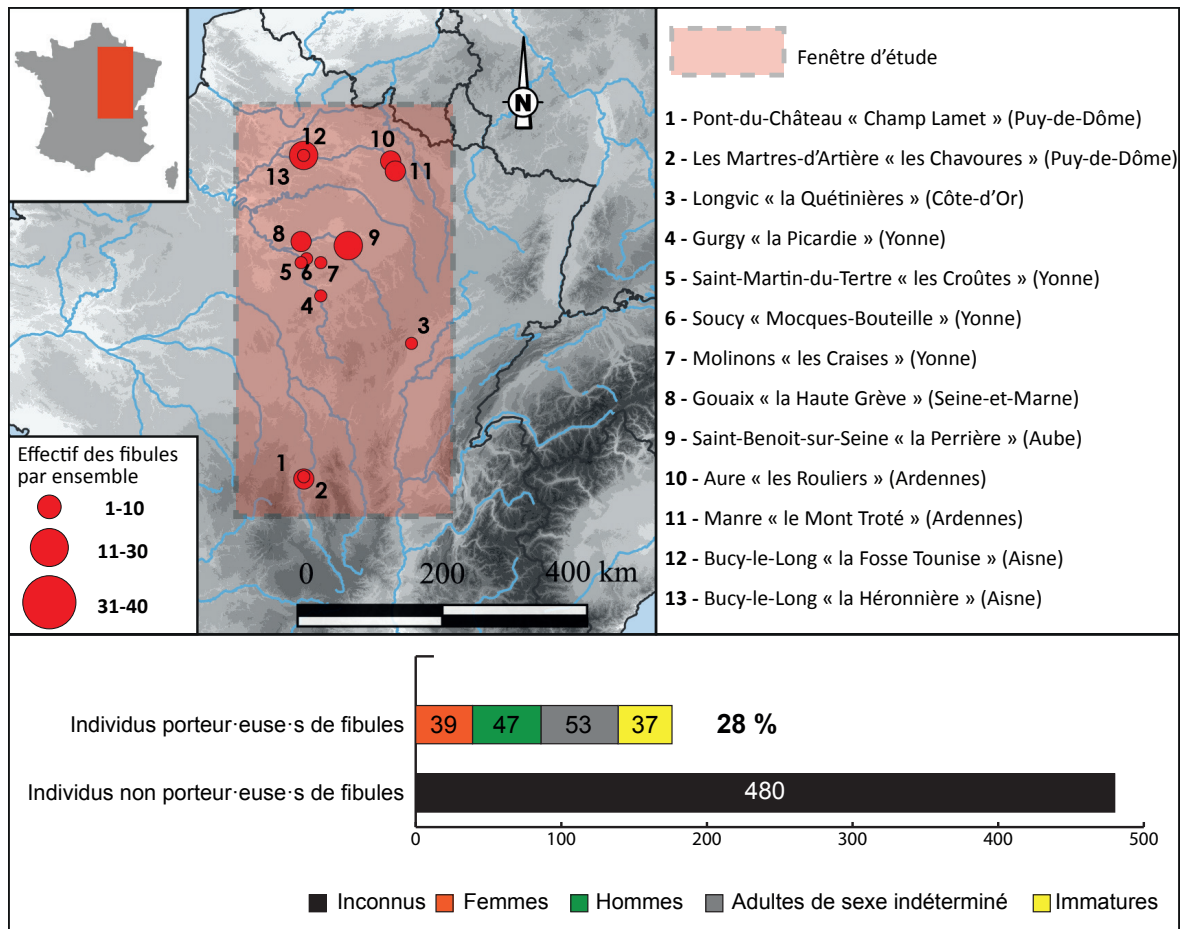 N
12
10
13
11
8
9
5
6
7
4
3
1
2
0
200
400 km
Effectif des fibules
par ensemble
1-10
11-30
31-40
Fenêtre d’étude
1 - Pont-du-Château « Champ Lamet » (Puy-de-Dôme)
2 - Les Martres-d’Artière « les Chavoures » (Puy-de-Dôme)
3 - Longvic « la Quétinières » (Côte-d’Or)
4 - Gurgy « la Picardie » (Yonne)
5 - Saint-Martin-du-Tertre « les Croûtes » (Yonne)
6 - Soucy « Mocques-Bouteille » (Yonne)
7 - Molinons « les Craises » (Yonne)
8 - Gouaix « la Haute Grève » (Seine-et-Marne)
9 - Saint-Benoit-sur-Seine « la Perrière » (Aube)
10 - Aure « les Rouliers » (Ardennes)
11 - Manre « le Mont Troté » (Ardennes)
12 - Bucy-le-Long « la Fosse Tounise » (Aisne)
13 - Bucy-le-Long « la Héronnière » (Aisne)
Individus porteur·euse·s de fibules 39 47 53 37 28 %
Individus non porteur·euse·s de fibules 480
0 100 200 300 400 500
Inconnus Femmes Hommes Adultes de sexe indéterminé Immatures